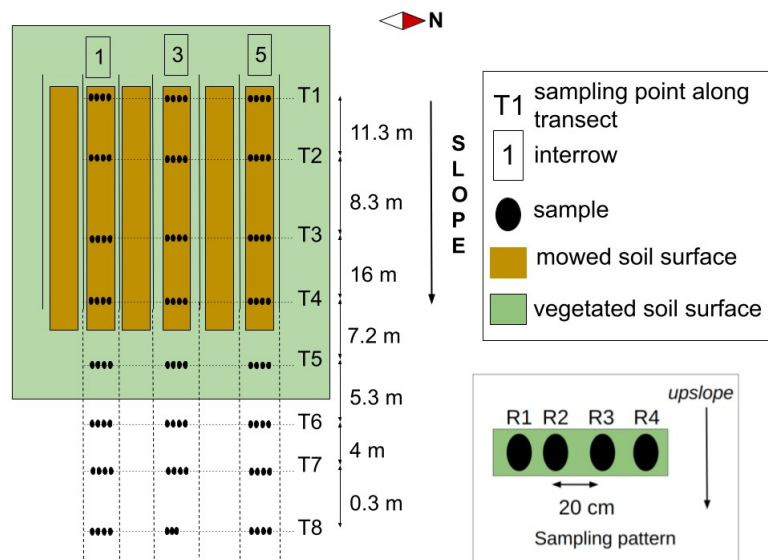 N
1
3
5
T1
11.3 m
T2
8.3 m
T3
16 m
T4
7.2 m
T5
5.3 m
T6
4 m
T7
0.3 m
T8
SLOPE
T1 sampling point along
transect
1 interrow
sample
mowed soil surface
vegetated soil surface
upslope
R1 R2 R3 R4
20 cm
Sampling pattern